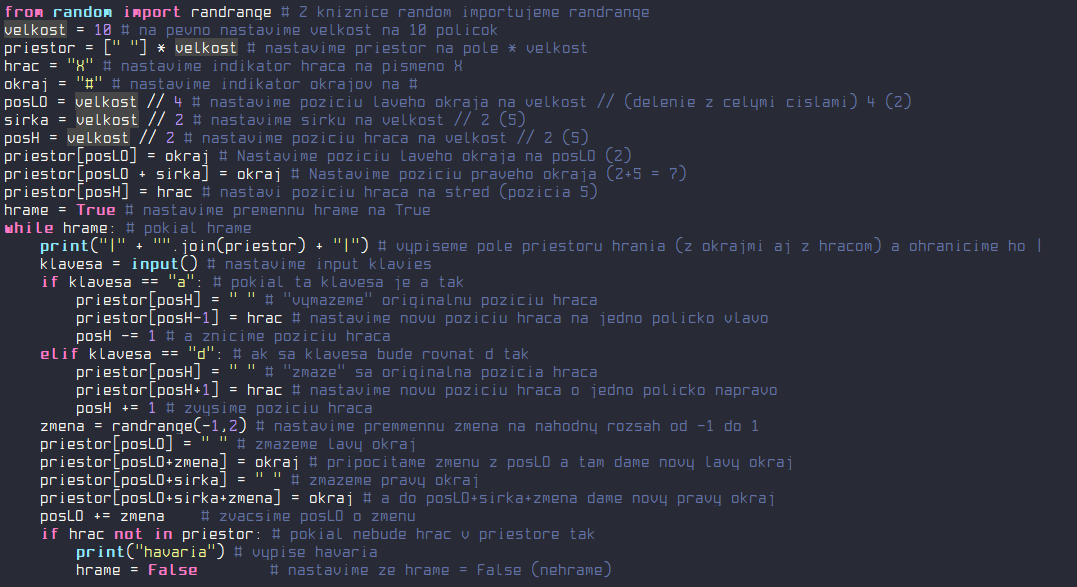 from random import randrange # Z kniznice random importujeme randrange
velkost = 10 # na pevno nastavime velkost na 10 policok
priestor = [" "] * velkost # nastavime priestor na pole * velkost
hrac = "X" # nastavime indikator hraca na pismeno X
okraj = "#" # nastavime indikator okrajov na #
posLO = velkost // 4 # nastavime poziciu laveho okraja na velkost // (delenie z celymi cislami) 4 (2)
sirka = velkost // 2 # nastavime sirku na velkost // 2 (5)
posH = velkost // 2 # nastavime poziciu hraca na velkost // 2 (5)
priestor[posLO] = okraj # Nastavime poziciu laveho okraja na posLO (2)
priestor[posLO + sirka] = okraj # Nastavime poziciu praveho okraja (2+5 = 7)
priestor[posH] = hrac # nastavi poziciu hraca na stred (pozicia 5)
hrame = True # nastavime premennu hrame na True
while hrame: # pokial hrame
    print("|" + "".join(priestor) + "|") # vypiseme pole priestoru hrania (z okrajmi aj z hracom) a ohranicime ho |
    klavesa = input() # nastavime input klavies
    if klavesa == "a": # pokial ta klavesa je a tak
        priestor[posH] = " " # "vymazeme" originalnu poziciu hraca
        priestor[posH-1] = hrac # nastavime novu poziciu hraca na jedno policko vlavo
        posH -= 1 # a znicime poziciu hraca
    elif klavesa == "d": # ak sa klavesa bude rovnat d tak
        priestor[posH] = " " # "zmaze" sa originalna pozicia hraca
        priestor[posH+1] = hrac # nastavime novu poziciu hraca o jedno policko napravo
        posH += 1 # zvysime poziciu hraca
    zmena = randrange(-1,2) # nastavime premmennu zmena na nahodny rozsah od -1 do 1
    priestor[posLO] = " " # zmazeme lavy okraj
    priestor[posLO+zmena] = okraj # pripocitame zmenu z posLO a tam dame novy lavy okraj
    priestor[posLO+sirka] = " " # zmazeme pravy okraj
    priestor[posLO+sirka+zmena] = okraj # a do posLO+sirka+zmena dame novy pravy okraj
    posLO += zmena    # zvacsime posLO o zmenu
    if hrac not in priestor: # pokial nebude hrac v priestore tak
        print("havaria") # vypise havaria
        hrame = False        # nastavime ze hrame = False (nehrame)